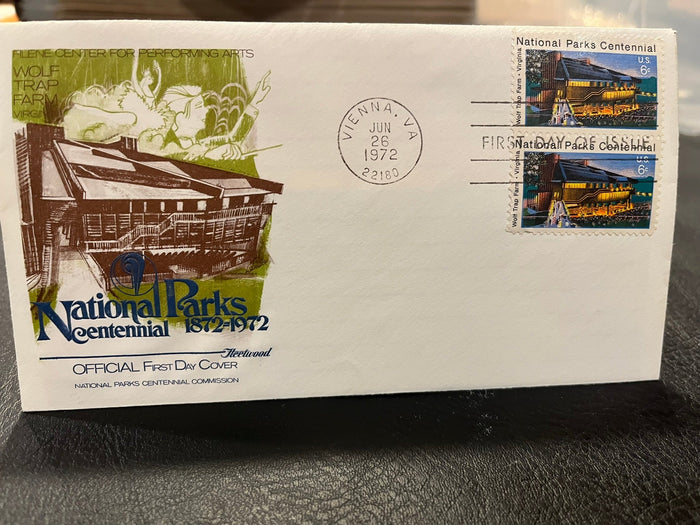 FILENE CENTER FOR PERFORMING ARTS
WOLF
TRAP
FARM
National Parks
Centennial 1872-1972
Fleetwood
OFFICIAL FIRST DAY COVER
NATIONAL PARKS CENTENNIAL COMMISSION
VIENNA, VA
JUN
26
1972
22180
FIRST DAY OF ISSUE
National Parks Centennial
U.S.
6c
Wolf Trap Farm • Virginia
National Parks Centennial
U.S.
6c
Wolf Trap Farm • Virginia